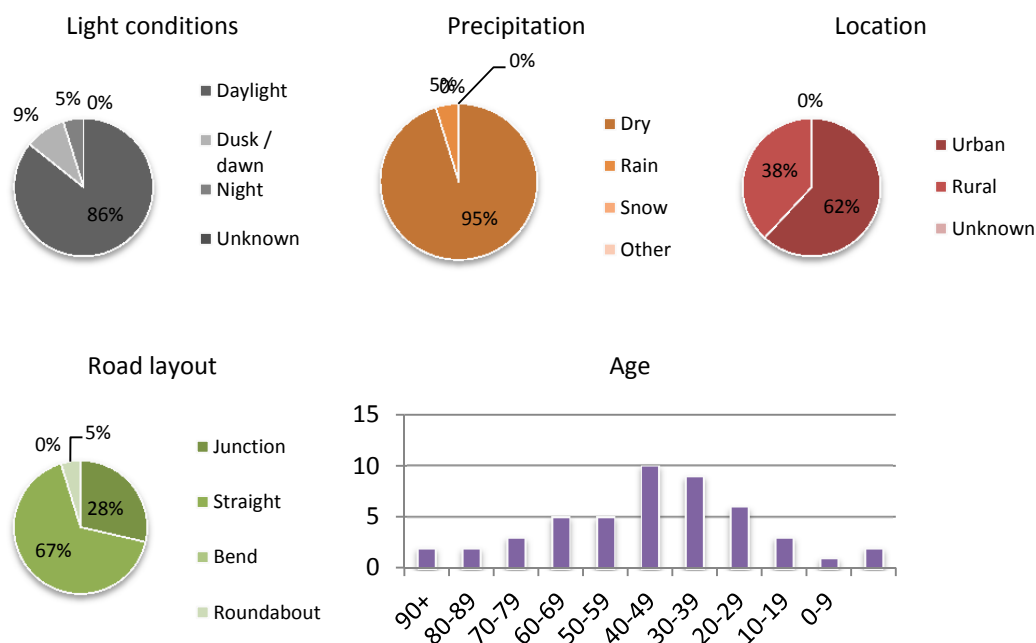 Light conditions
9%
5%
0%
86%
Daylight
Dusk /
dawn
Night
Unknown
Precipitation
5%
0%
0%
95%
Dry
Rain
Snow
Other
Location
0%
38%
62%
Urban
Rural
Unknown
Road layout
0%
5%
28%
67%
Junction
Straight
Bend
Roundabout
Age
15
10
5
0
90+
80-89
70-79
60-69
50-59
40-49
30-39
20-29
10-19
0-9